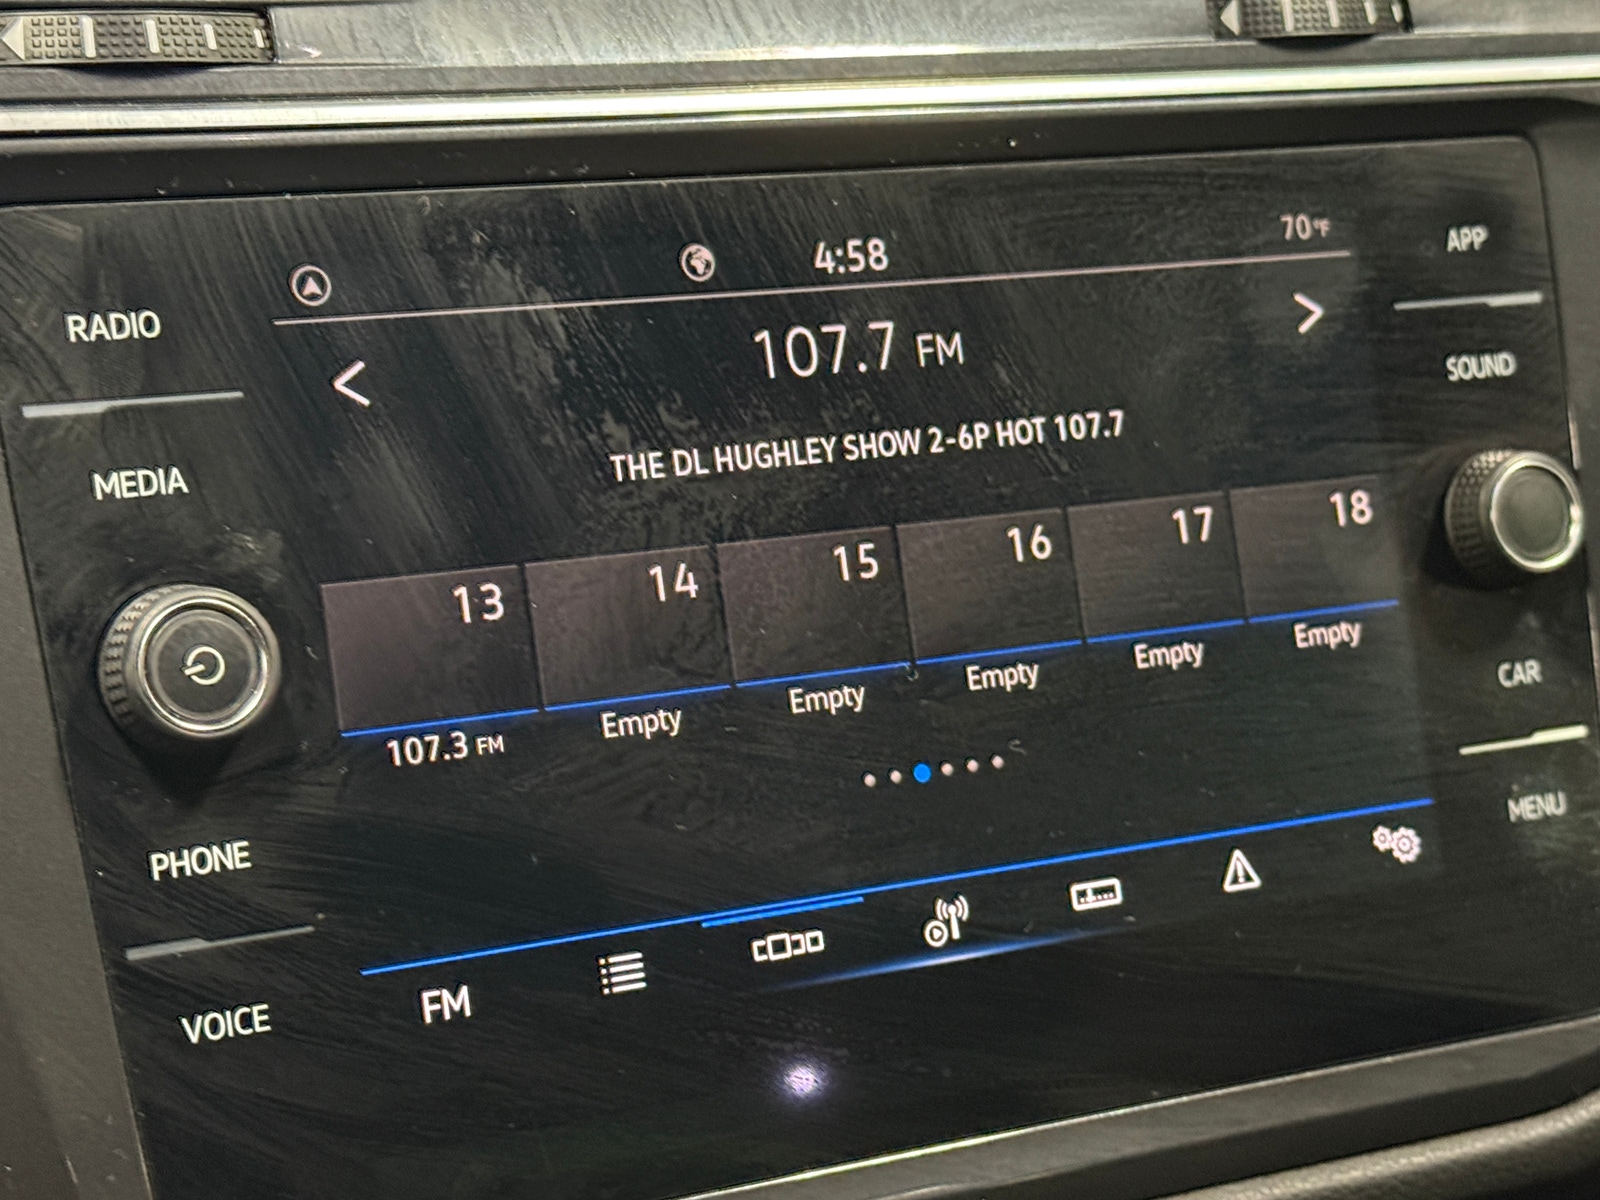 4:58
70°F
RADIO
APP
107.7 FM
SOUND
THE DL HUGHLEY SHOW 2-6P HOT 107.7
MEDIA
13 14 15 16 17 18
107.3 FM Empty Empty Empty Empty Empty
CAR
MENU
PHONE
FM
VOICE